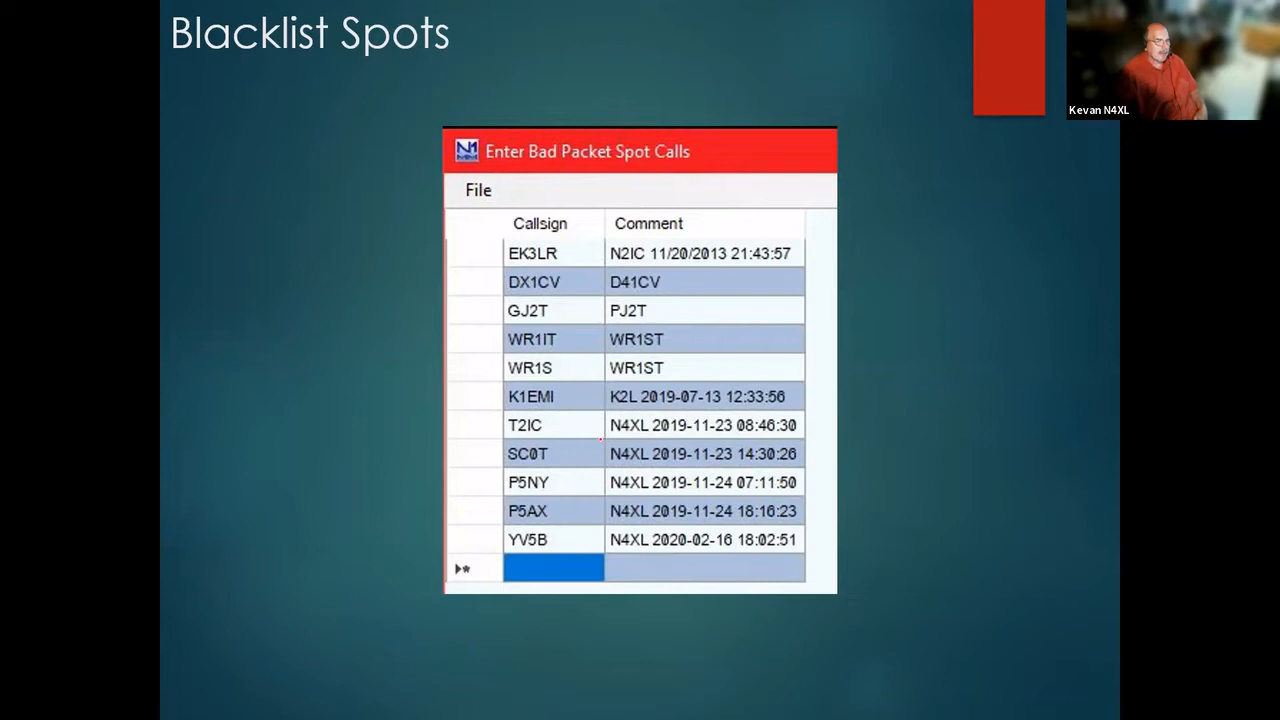 Blacklist Spots
Kevan N4XL
N1
MM
Enter Bad Packet Spot Calls
File
Callsign Comment
EK3LR N2IC 11/20/2013 21:43:57
DX1CV D41CV
GJ2T PJ2T
WR1IT WR1ST
WR1S WR1ST
K1EMI K2L 2019-07-13 12:33:56
T2IC N4XL 2019-11-23 08:46:30
SC0T N4XL 2019-11-23 14:30:26
P5NY N4XL 2019-11-24 07:11:50
P5AX N4XL 2019-11-24 18:16:23
YV5B N4XL 2020-02-16 18:02:51